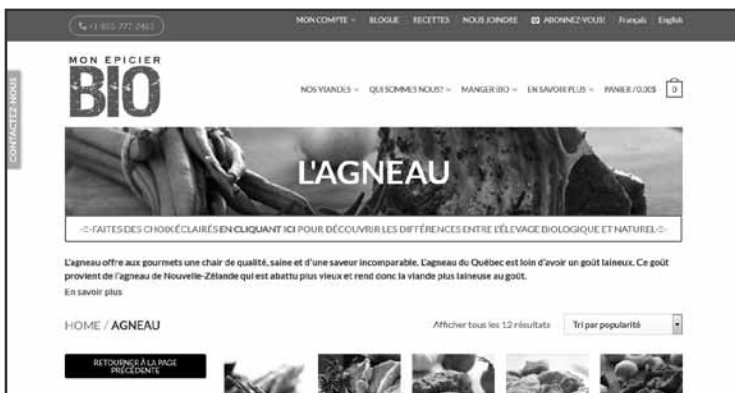 +1-855-777-2461
MON COMPTE BLOGUE RECETTES NOUS JOINDRE ABONNEZ-VOUS! Français English
CONTACTEZ-NOUS
MON EPICIER
BIO
NOS VIANDES QUI SOMMES NOUS? MANGER BIO EN SAVOIR PLUS PANIER / 0.00$ 0
L'AGNEAU
FAITES DES CHOIX ÉCLAIRÉS EN CLIQUANT ICI POUR DÉCOUVRIR LES DIFFÉRENCES ENTRE L'ÉLEVAGE BIOLOGIQUE ET NATUREL
L'agneau offre aux gourmets une chair de qualité, saine et d'une saveur incomparable. L'agneau du Québec est loin d'avoir un goût laineux. Ce goût
provient de l'agneau de Nouvelle-Zélande qui est abattu plus vieux et rend donc la viande plus laineuse au goût.
En savoir plus
HOME / AGNEAU
Afficher tous les 12 résultats Tri par popularité
RETOURNER À LA PAGE
PRÉCÉDENTE